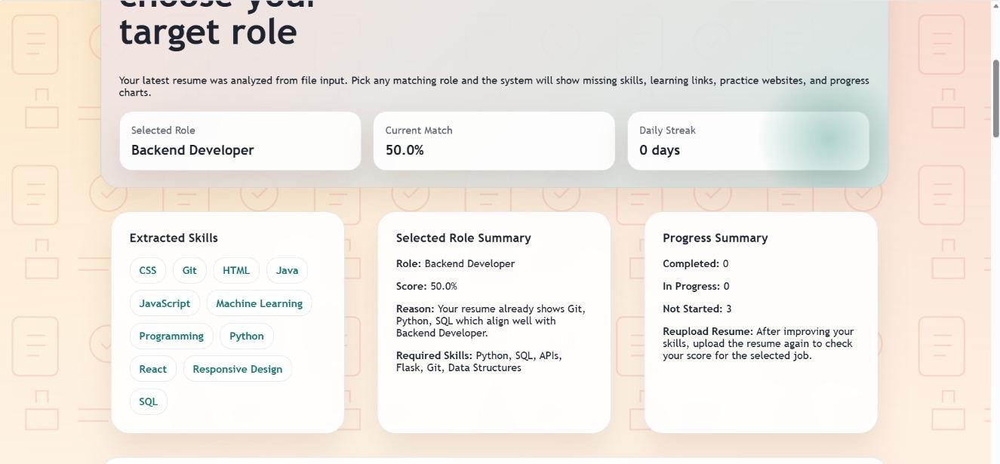 choose your
target role
Your latest resume was analyzed from file input. Pick any matching role and the system will show missing skills, learning links, practice websites, and progress
charts.
Selected Role
Backend Developer
Current Match
50.0%
Daily Streak
0 days
Extracted Skills
CSS
Git
HTML
Java
JavaScript
Machine Learning
Programming
Python
React
Responsive Design
SQL
Selected Role Summary
Role: Backend Developer
Score: 50.0%
Reason: Your resume already shows Git,
Python, SQL which align well with
Backend Developer.
Required Skills: Python, SQL, APIs,
Flask, Git, Data Structures
Progress Summary
Completed: 0
In Progress: 0
Not Started: 3
Reupload Resume: After improving your
skills, upload the resume again to check
your score for the selected job.